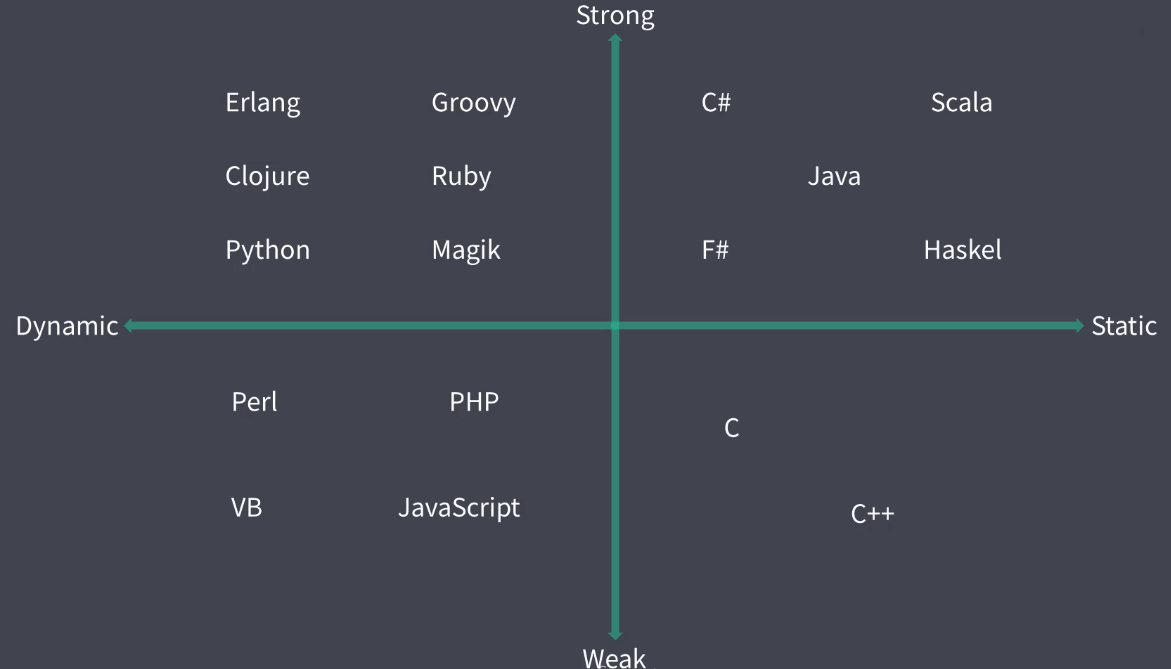 Strong
Erlang Groovy C# Scala
Clojure Ruby Java
Python Magik F# Haskel
Dynamic Static
Perl PHP
C
VB JavaScript
C++
Weak